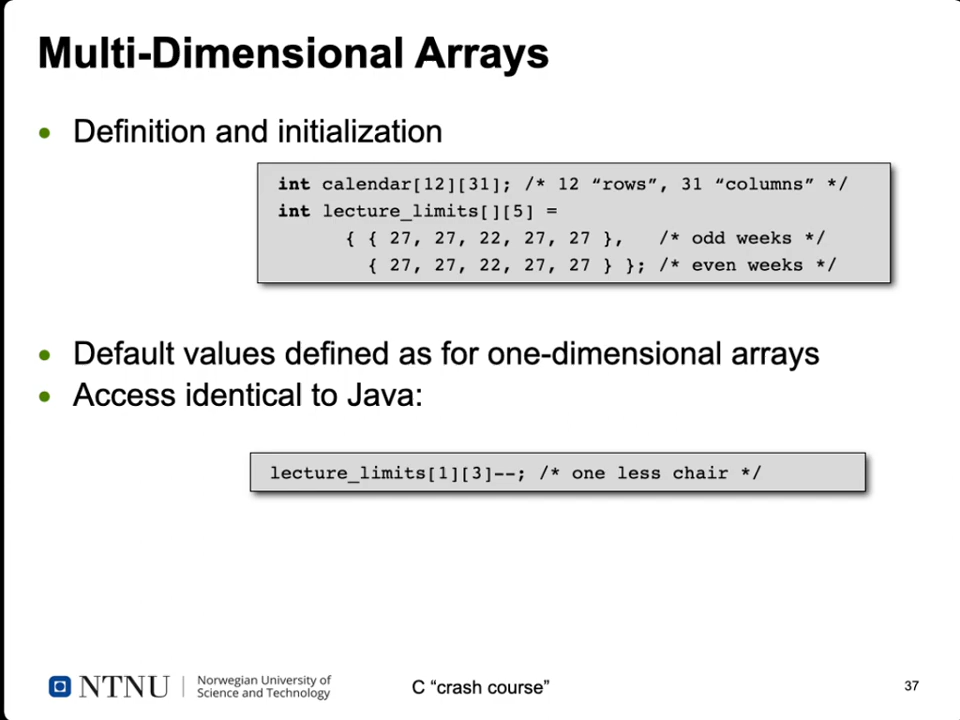 Multi-Dimensional Arrays
• Definition and initialization
int calendar[12][31]; /* 12 “rows”, 31 “columns” */
int lecture_limits[][5] =
{ { 27, 27, 22, 27, 27 }, /* odd weeks */
{ 27, 27, 22, 27, 27 } }; /* even weeks */
• Default values defined as for one-dimensional arrays
• Access identical to Java:
lecture_limits[1][3]--; /* one less chair */
NTNU
Norwegian University of
Science and Technology
C “crash course”
37